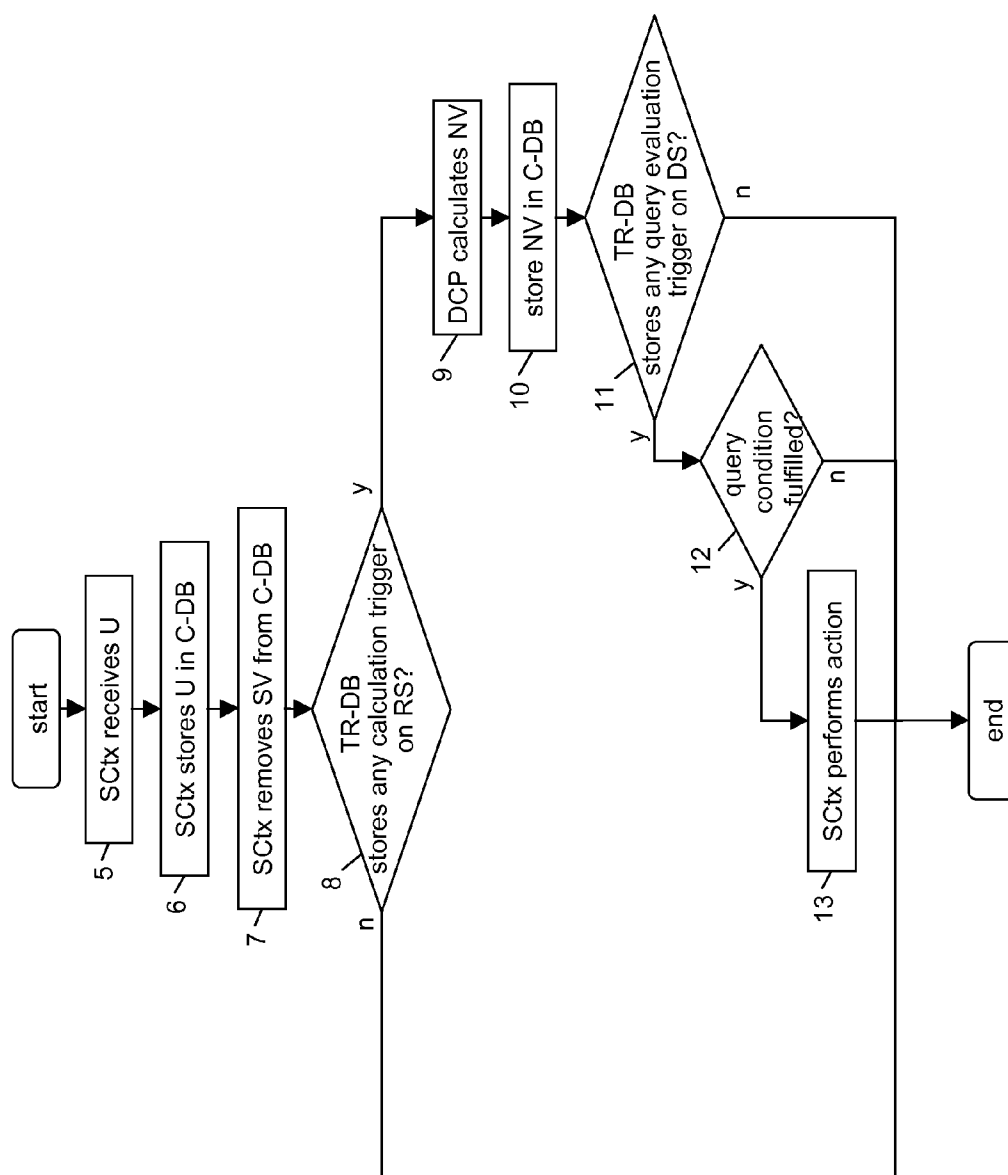 start
SCtx receives U
5
SCtx stores U in C-DB
6
SCtx removes SV from C-DB
7
TR-DB
stores any calculation trigger
on RS?
8
n
y
DCP calculates NV
9
store NV in C-DB
10
TR-DB
stores any query evaluation
trigger on DS?
11
y
n
query
condition
fulfilled?
12
y
n
SCtx performs action
13
end